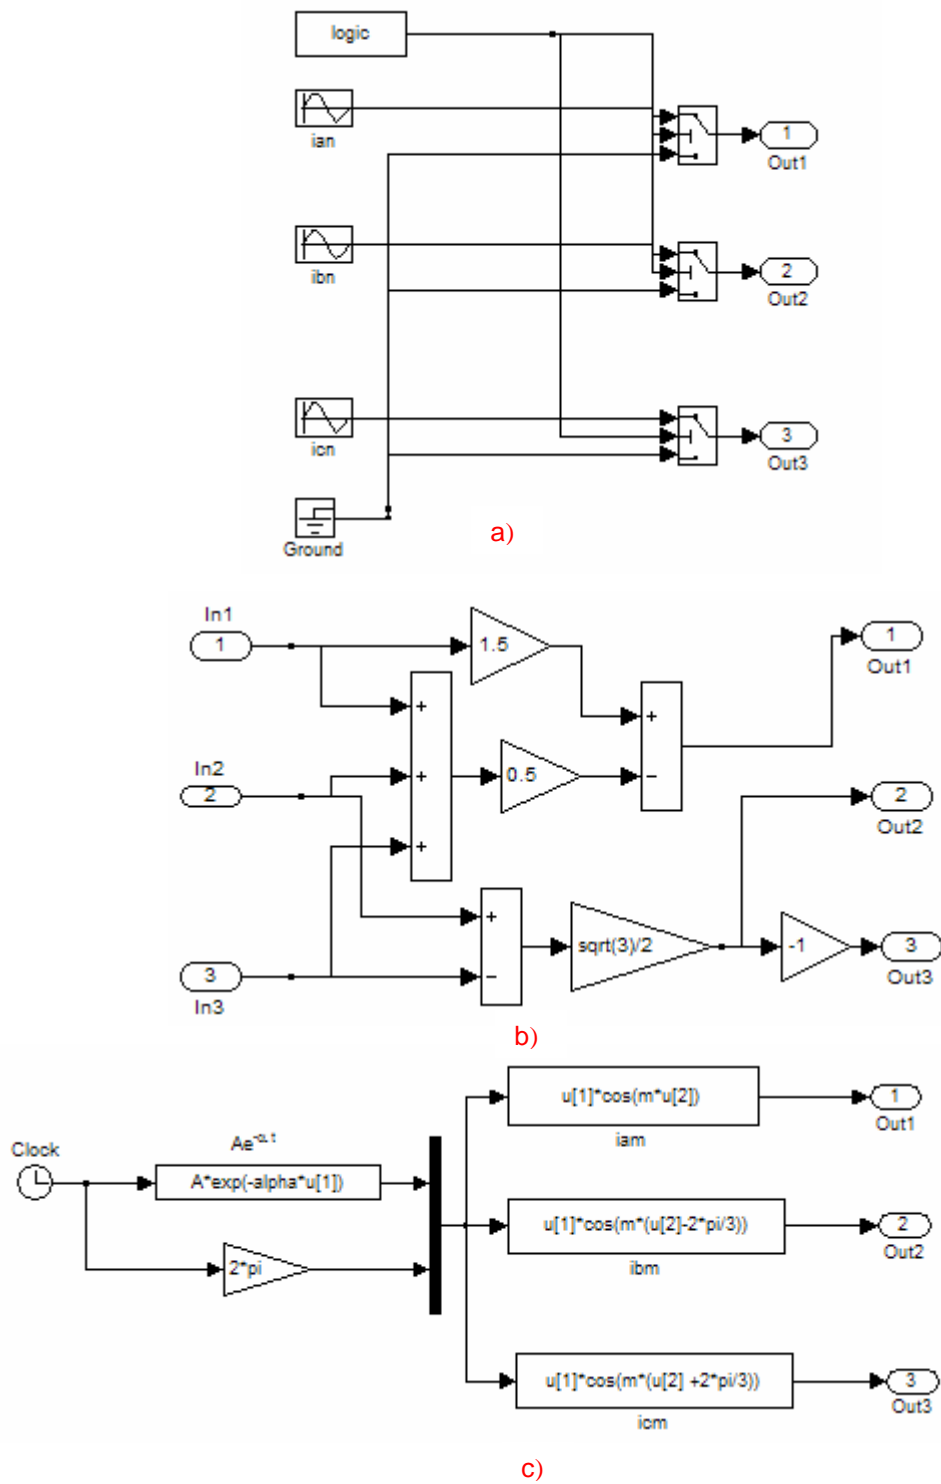 logic
ian
1
Out1
ibn
2
Out2
icn
3
Out3
Ground
a)
In1
1
1.5
1
Out1
+
+
In2
2
+
0.5
−
2
Out2
+
+
sqrt(3)/2
-1
3
Out3
3
−
In3
b)
u[1]*cos(m*u[2])
1
Out1
iam
Clock
Ae^-α.t
A*exp(-alpha*u[1])
u[1]*cos(m*(u[2]-2*pi/3))
2
Out2
ibm
2*pi
u[1]*cos(m*(u[2] +2*pi/3))
3
Out3
icm
c)